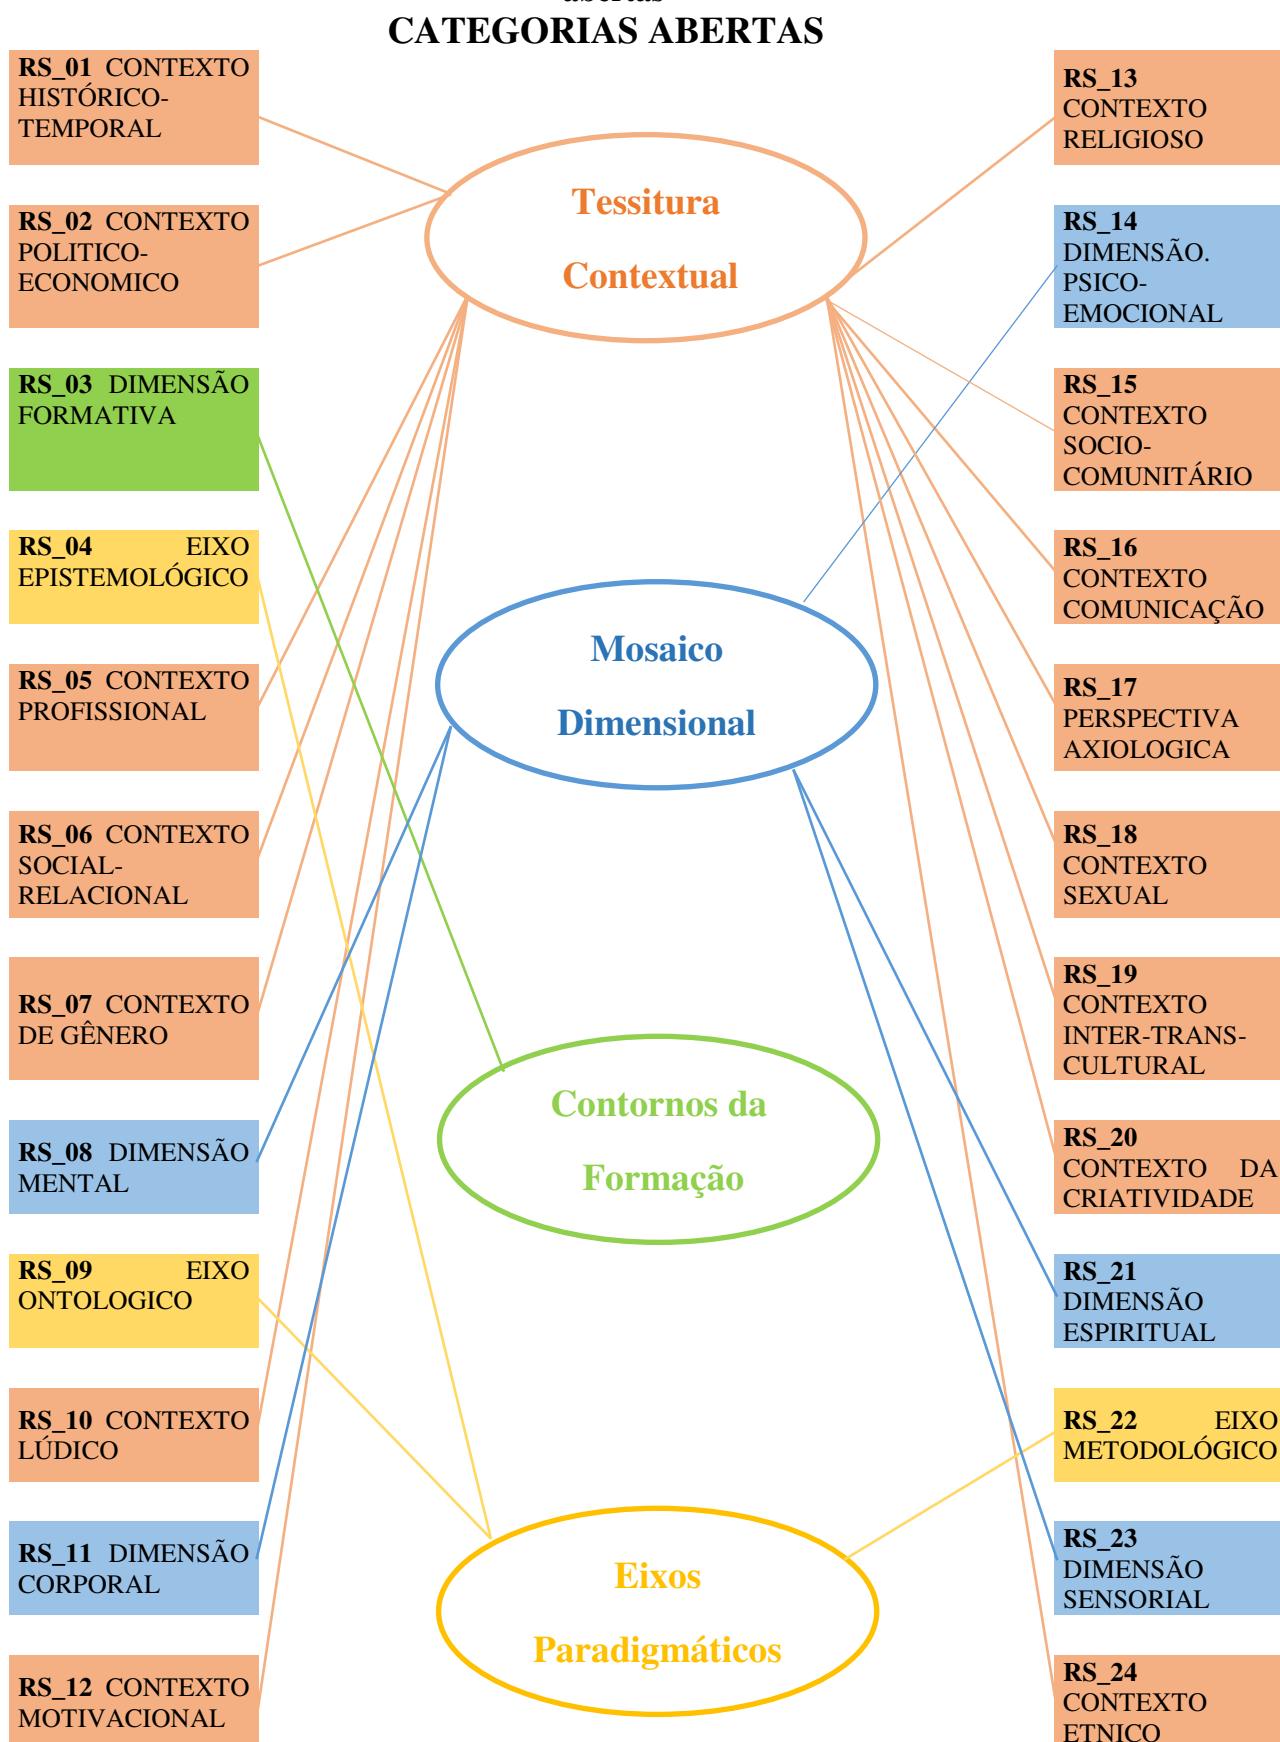 CATEGORIAS ABERTAS
RS_01 CONTEXTO
HISTÓRICO-
TEMPORAL
RS_02 CONTEXTO
POLITICO-
ECONOMICO
RS_03 DIMENSÃO
FORMATIVA
RS_04 EIXO
EPISTEMOLÓGICO
RS_05 CONTEXTO
PROFISSIONAL
RS_06 CONTEXTO
SOCIAL-
RELACIONAL
RS_07 CONTEXTO
DE GÊNERO
RS_08 DIMENSÃO
MENTAL
RS_09 EIXO
ONTOLOGICO
RS_10 CONTEXTO
LÚDICO
RS_11 DIMENSÃO
CORPORAL
RS_12 CONTEXTO
MOTIVACIONAL
Tessitura
Contextual
Mosaico
Dimensional
Contornos da
Formação
Eixos
Paradigmáticos
RS_13
CONTEXTO
RELIGIOSO
RS_14
DIMENSÃO.
PSICO-
EMOCIONAL
RS_15
CONTEXTO
SOCIO-
COMUNITÁRIO
RS_16
CONTEXTO
COMUNICAÇÃO
RS_17
PERSPECTIVA
AXIOLOGICA
RS_18
CONTEXTO
SEXUAL
RS_19
CONTEXTO
INTER-TRANS-
CULTURAL
RS_20
CONTEXTO DA
CRIATIVIDADE
RS_21
DIMENSÃO
ESPIRITUAL
RS_22 EIXO
METODOLÓGICO
RS_23
DIMENSÃO
SENSORIAL
RS_24
CONTEXTO
ETNICO